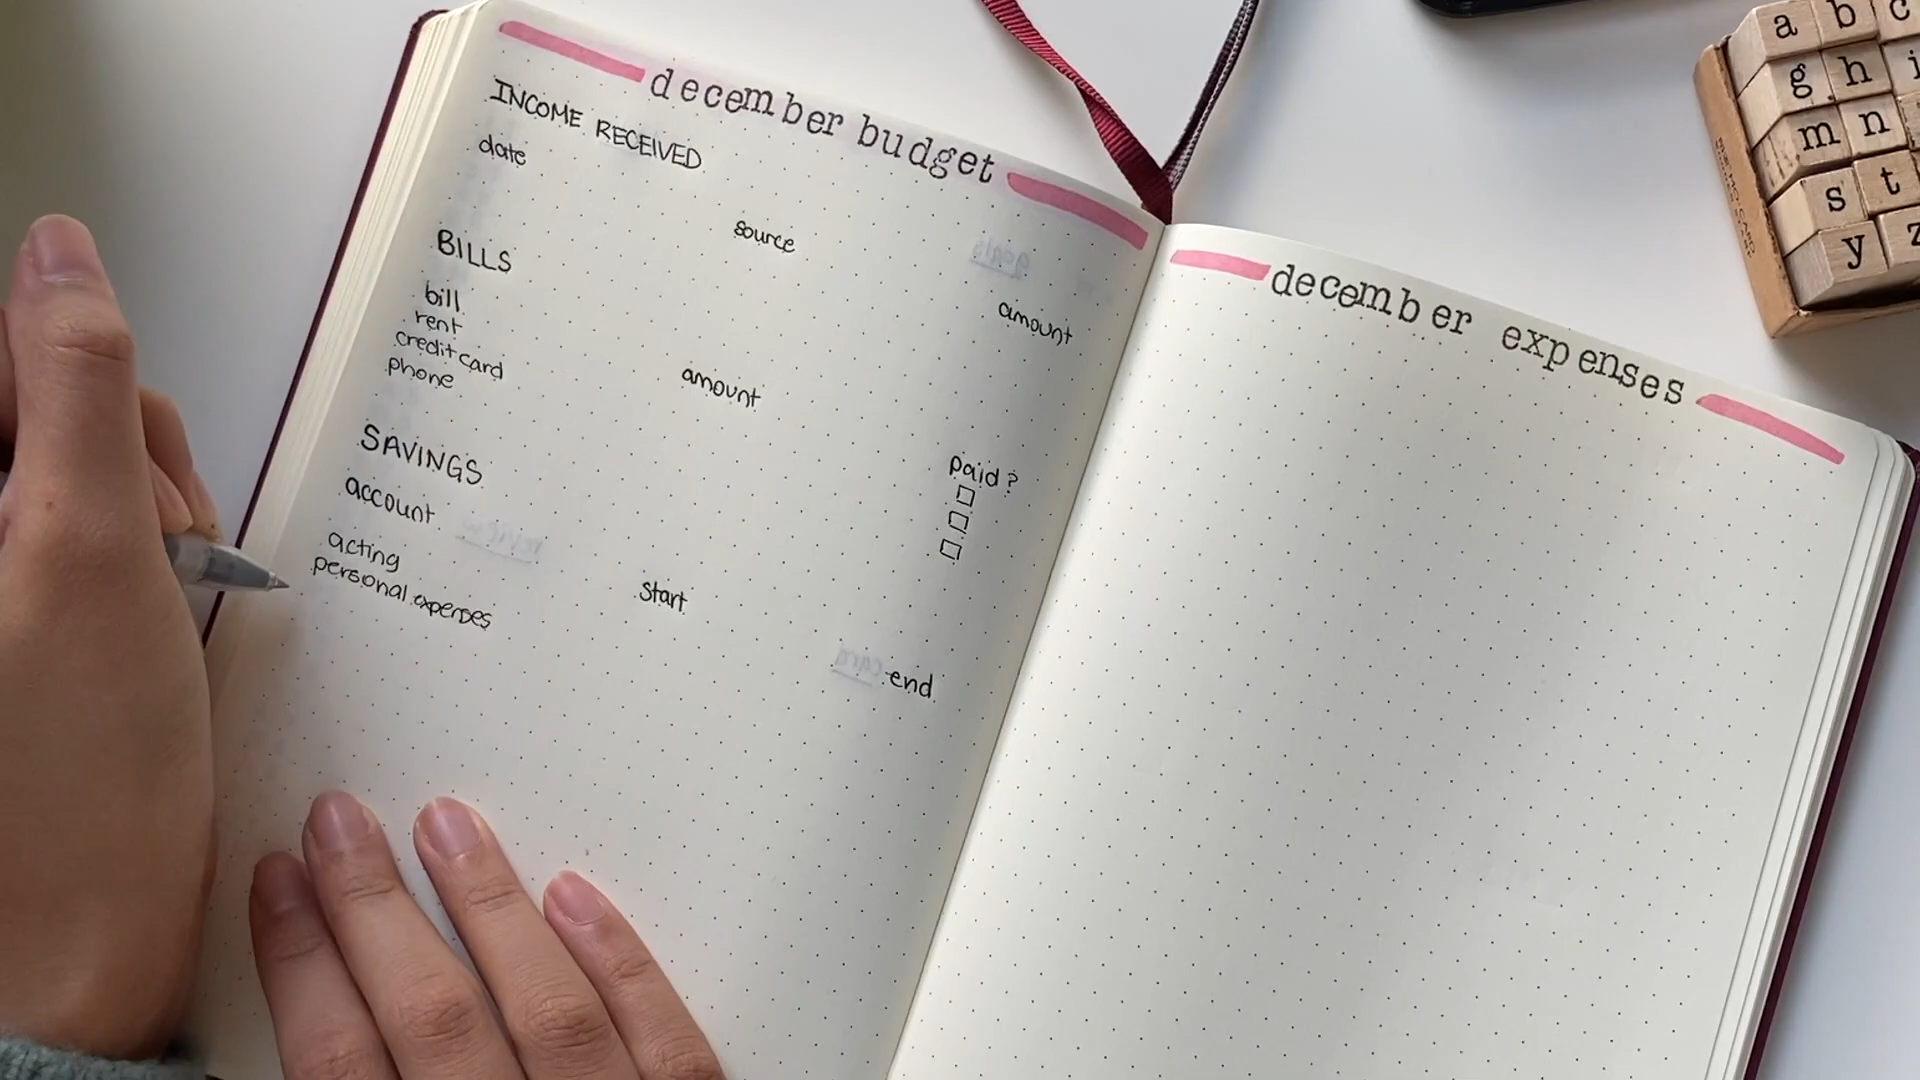 december budget
INCOME RECEIVED
date source amount
BILLS
bill amount paid?
rent
credit card
phone
SAVINGS
account start end
acting
personal expenses
december expenses
a b c
g h i
m n
s t
y z